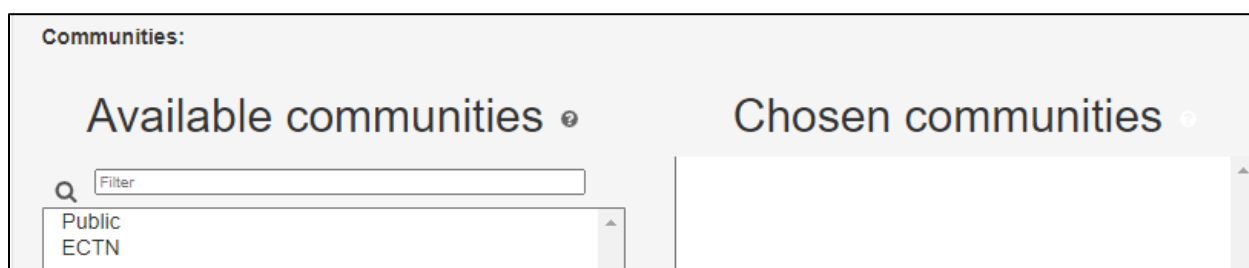 Communities:
Available communities
Chosen communities
Filter
Public
ECTN